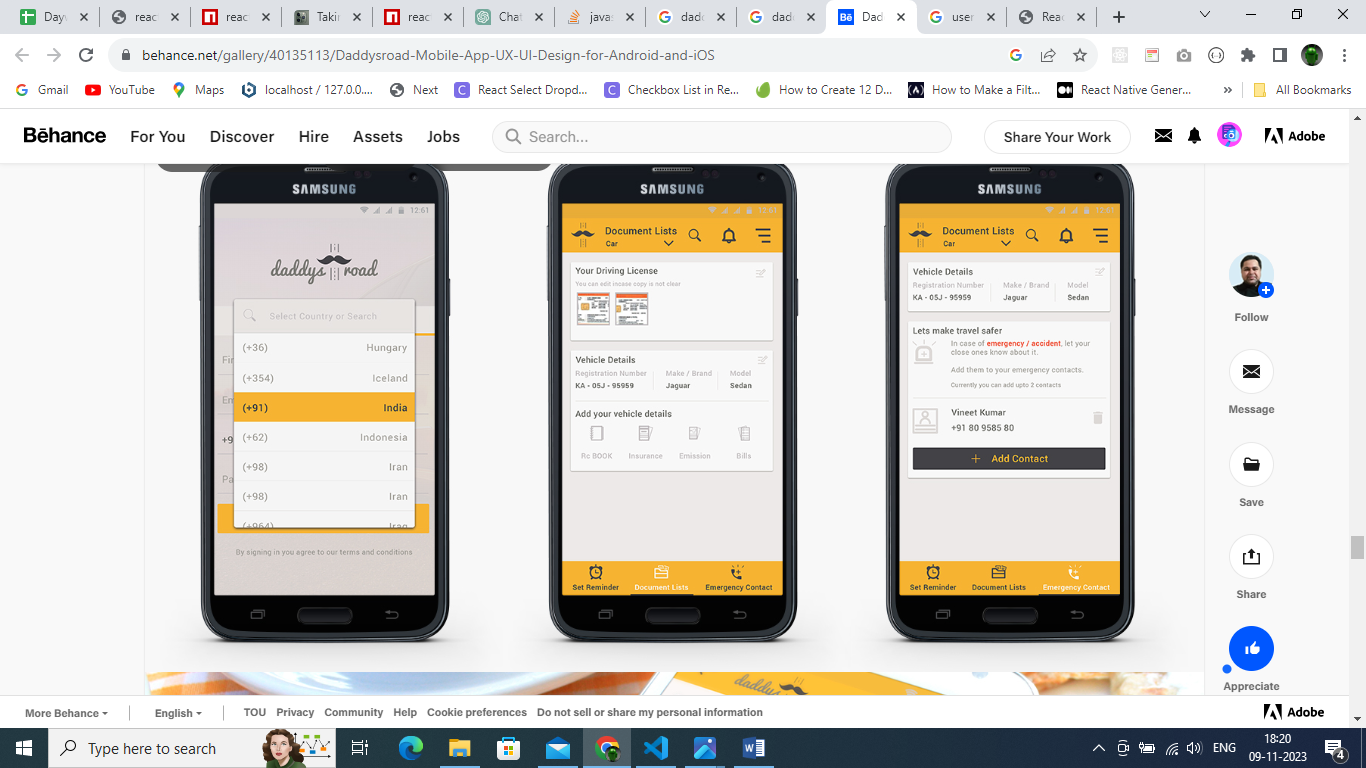 Day
reac
reac
Takin
reac
Chat
javas
dadd
dadd
Dad
user
Reac
behance.net/gallery/40135113/Daddysroad-Mobile-App-UX-UI-Design-for-Android-and-iOS
Gmail YouTube Maps localhost / 127.0.0.... Next React Select Dropd... Checkbox List in Re... How to Create 12 D... How to Make a Filt... React Native Gener... » All Bookmarks
Bēhance For You Discover Hire Assets Jobs Search... Share Your Work Adobe
SAMSUNG
12:61
daddys road
Select Country or Search
(+36) Hungary
(+354) Iceland
(+91) India
(+62) Indonesia
(+98) Iran
(+98) Iran
(+964) Iraq
Fir
Em
+9
Pa
By signing in you agree to our terms and conditions
SAMSUNG
Document Lists
Car
Your Driving License
You can edit incase copy is not clear
Vehicle Details
Registration Number Make / Brand Model
KA - 05J - 95959 Jaguar Sedan
Add your vehicle details
Rc BOOK Insurance Emission Bills
Set Reminder Document Lists Emergency Contact
SAMSUNG
Document Lists
Car
Vehicle Details
Registration Number Make / Brand Model
KA - 05J - 95959 Jaguar Sedan
Lets make travel safer
In case of emergency / accident, let your
close ones know about it.
Add them to your emergency contacts.
Currently you can add upto 2 contacts
Vineet Kumar
+91 80 9585 80
+ Add Contact
Set Reminder Document Lists Emergency Contact
Follow
Message
Save
Share
Appreciate
daddys
More Behance English TOU Privacy Community Help Cookie preferences Do not sell or share my personal information Adobe
Type here to search
ENG
18:20
09-11-2023
4